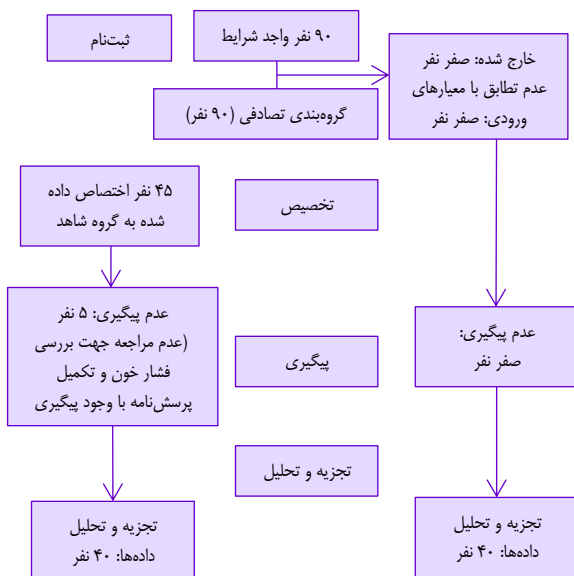 ثبت‌نام
۹۰ نفر واجد شرایط
خارج شده: صفر نفر
عدم تطابق با معیارهای
ورودی: صفر نفر
گروه‌بندی تصادفی (۹۰ نفر)
۴۵ نفر اختصاص داده
شده به گروه شاهد
تخصیص
عدم پیگیری: ۵ نفر
(عدم مراجعه جهت بررسی
فشار خون و تکمیل
پرسش‌نامه با وجود پیگیری
پیگیری
عدم پیگیری:
صفر نفر
تجزیه و تحلیل
تجزیه و تحلیل
داده‌ها: ۴۰ نفر
تجزیه و تحلیل
داده‌ها: ۴۰ نفر